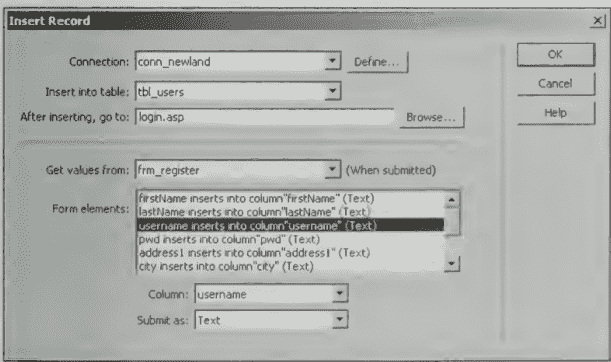 Insert Record
Connection: conn_newland Define... OK
Insert into table: tbl_users Cancel
After inserting, go to: login.asp Browse... Help
Get values from: frm_register (When submitted)
Form elements: firstName inserts into column"firstName" (Text)
lastName inserts into column"lastName" (Text)
username inserts into column"username" (Text)
pwd inserts into column"pwd" (Text)
address1 inserts into column"address1" (Text)
city inserts into column"city" (Text)
Column: username
Submit as: Text